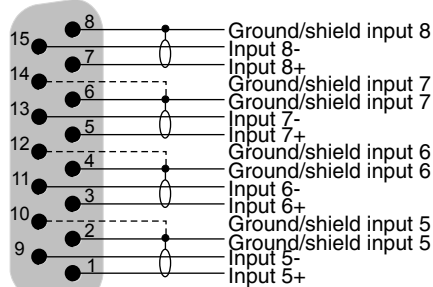 8 Ground/shield input 8
15 Input 8-
7 Input 8+
14 Ground/shield input 7
6 Ground/shield input 7
13 Input 7-
5 Input 7+
12 Ground/shield input 6
4 Ground/shield input 6
11 Input 6-
3 Input 6+
10 Ground/shield input 5
2 Ground/shield input 5
9 Input 5-
1 Input 5+